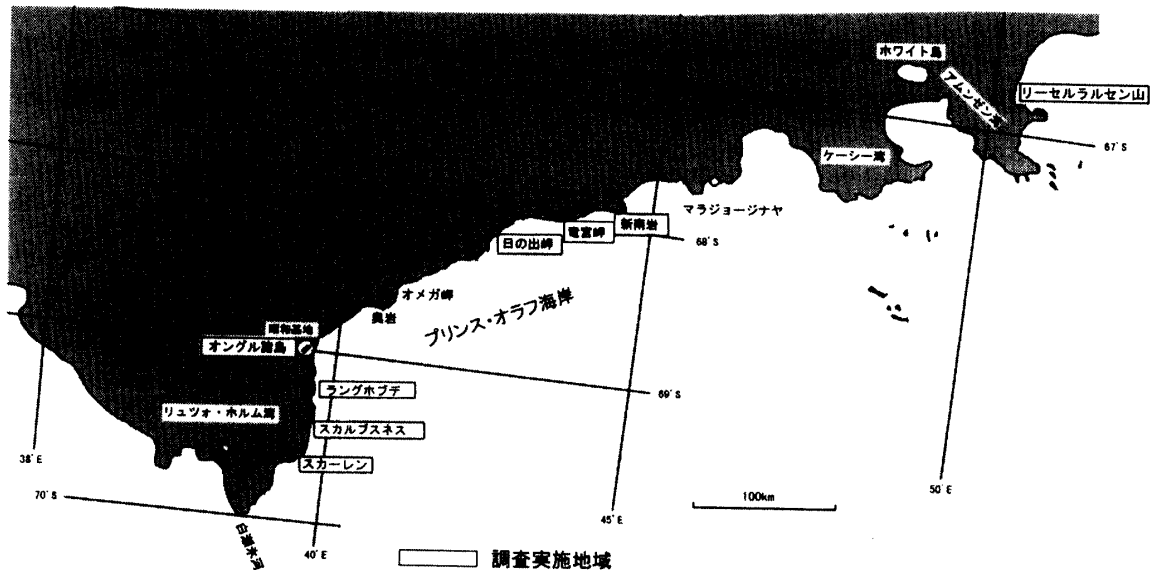 ホワイト島
アムンゼン湾
リーセルラルセン山
67°S
ケーシー湾
マラジョージナヤ
新南岩
竜宮岬
日の出岬
68°S
オメガ岬
奥岩
プリンス・オラフ海岸
昭和基地
オングル諸島
69°S
ラングホブデ
リュツォ・ホルム湾
スカルブスネス
スカーレン
38°E
70°S
白瀬氷河
40°E
45°E
50°E
100km
調査実施地域